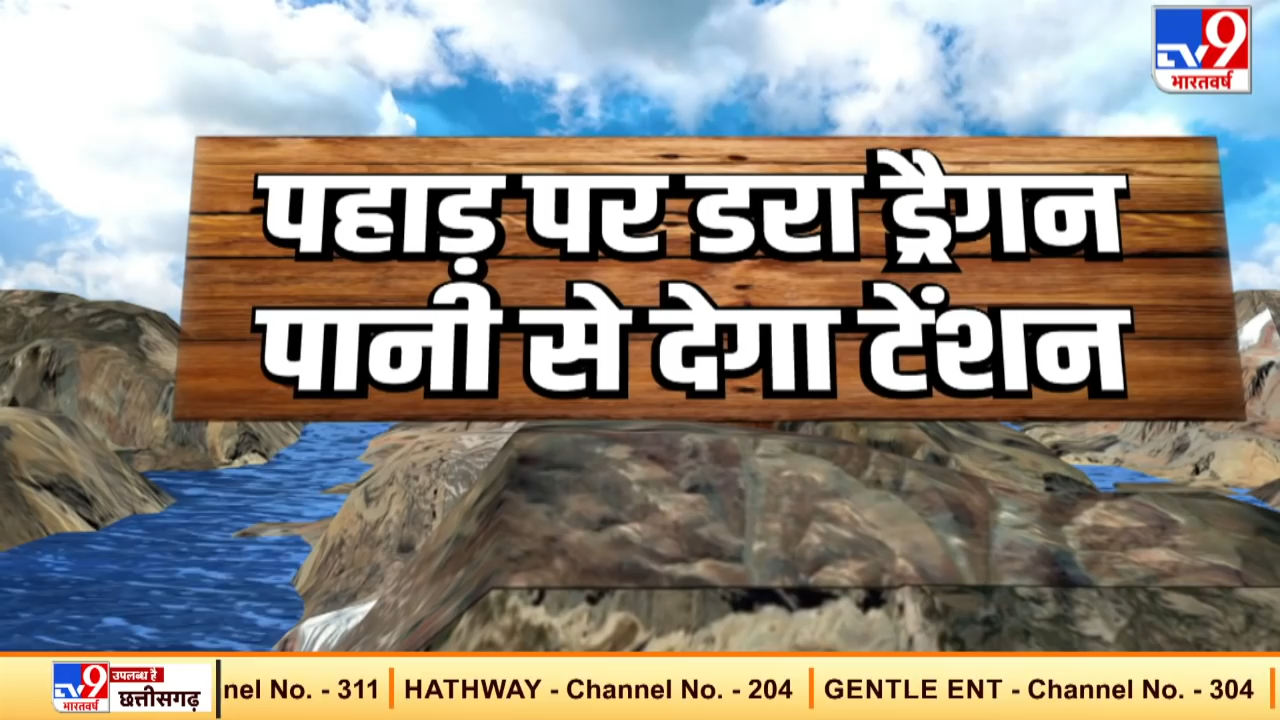 TV9
भारतवर्ष
पहाड़ पर डरा ड्रैगन
पानी से देगा टेंशन
TV9 भारतवर्ष उपलब्ध है छत्तीसगढ़
nel No. - 311 | HATHWAY - Channel No. - 204 | GENTLE ENT - Channel No. - 304 |